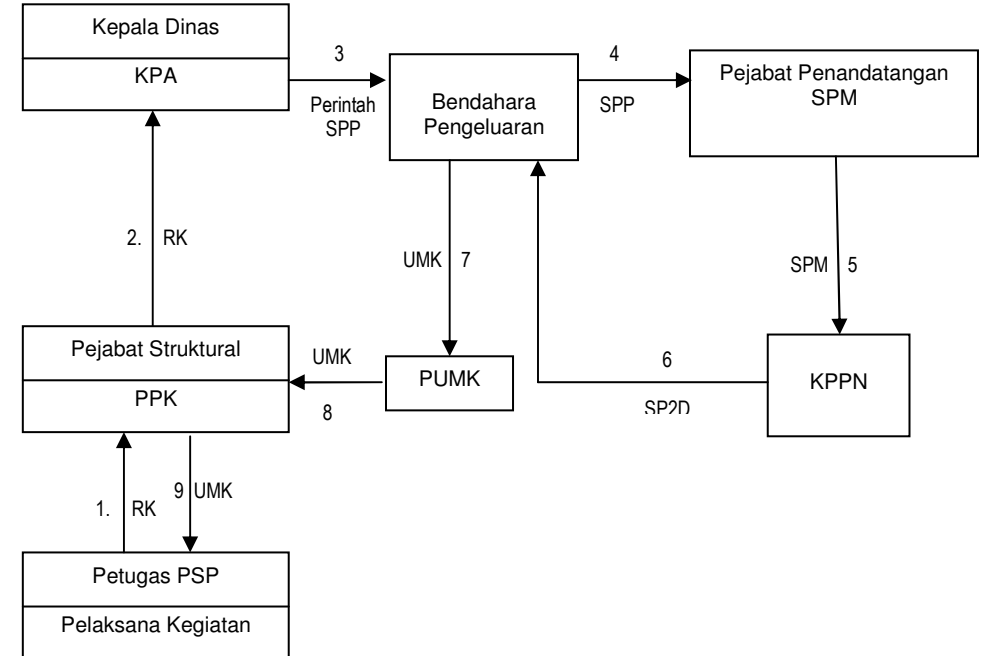 Kepala Dinas
KPA
3
Perintah
SPP
Bendahara
Pengeluaran
4
SPP
Pejabat Penandatangan
SPM
2. RK
UMK 7
SPM 5
Pejabat Struktural
PPK
UMK
8
PUMK
6
SP2D
KPPN
1. RK
9 UMK
Petugas PSP
Pelaksana Kegiatan